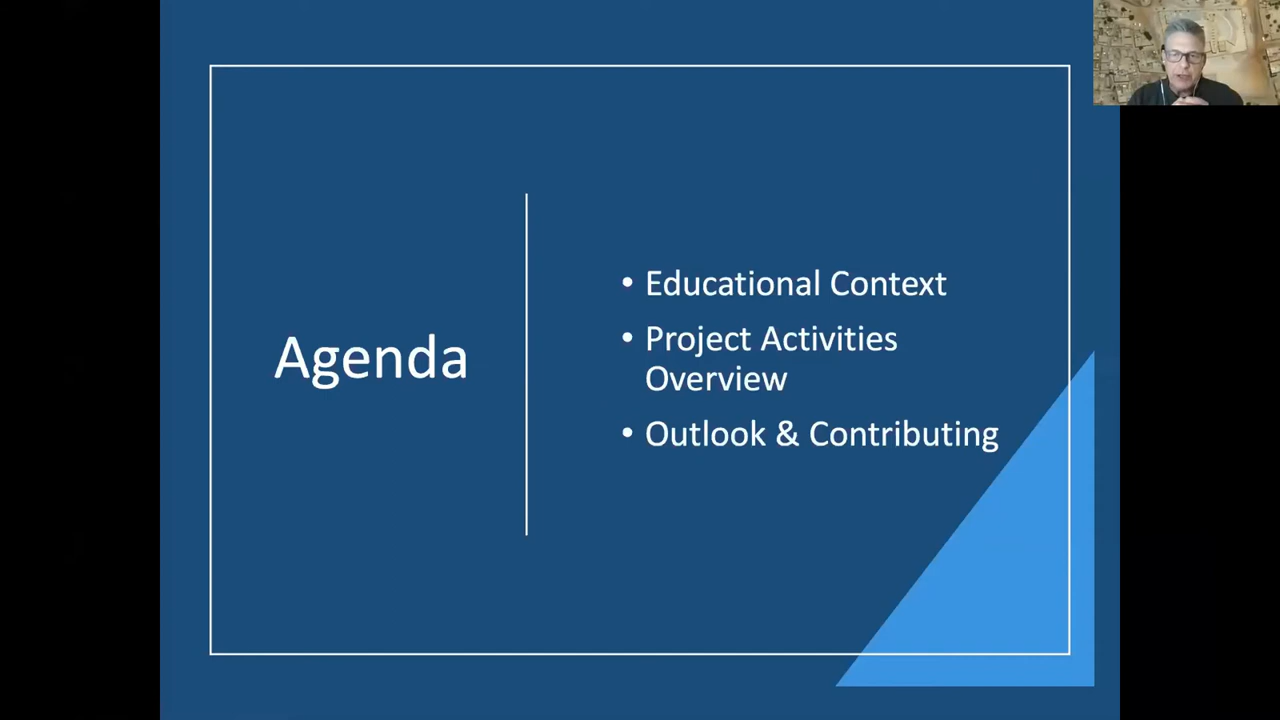 Agenda
• Educational Context
• Project Activities
Overview
• Outlook & Contributing